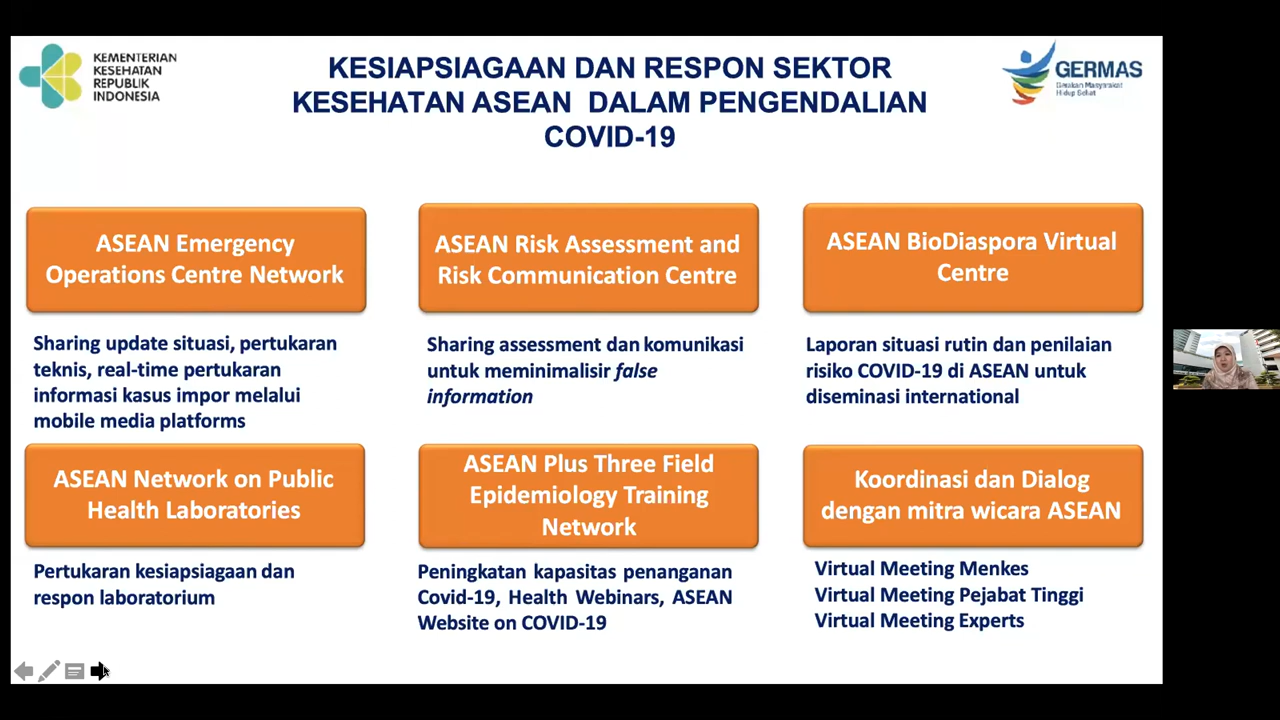 KEMENTERIAN
KESEHATAN
REPUBLIK
INDONESIA
KESIAPSIAGAAN DAN RESPON SEKTOR
KESEHATAN ASEAN DALAM PENGENDALIAN
COVID-19
GERMAS
Gerakan Masyarakat
Hidup Sehat
ASEAN Emergency
Operations Centre Network
Sharing update situasi, pertukaran
teknis, real-time pertukaran
informasi kasus impor melalui
mobile media platforms
ASEAN Risk Assessment and
Risk Communication Centre
Sharing assessment dan komunikasi
untuk meminimalisir false
information
ASEAN BioDiaspora Virtual
Centre
Laporan situasi rutin dan penilaian
risiko COVID-19 di ASEAN untuk
diseminasi international
ASEAN Network on Public
Health Laboratories
Pertukaran kesiapsiagaan dan
respon laboratorium
ASEAN Plus Three Field
Epidemiology Training
Network
Peningkatan kapasitas penanganan
Covid-19, Health Webinars, ASEAN
Website on COVID-19
Koordinasi dan Dialog
dengan mitra wicara ASEAN
Virtual Meeting Menkes
Virtual Meeting Pejabat Tinggi
Virtual Meeting Experts